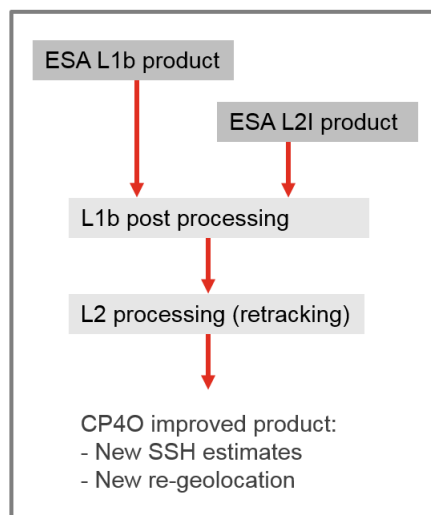 ESA L1b product
ESA L2I product
L1b post processing
L2 processing (retracking)
CP4O improved product:
- New SSH estimates
- New re-geolocation